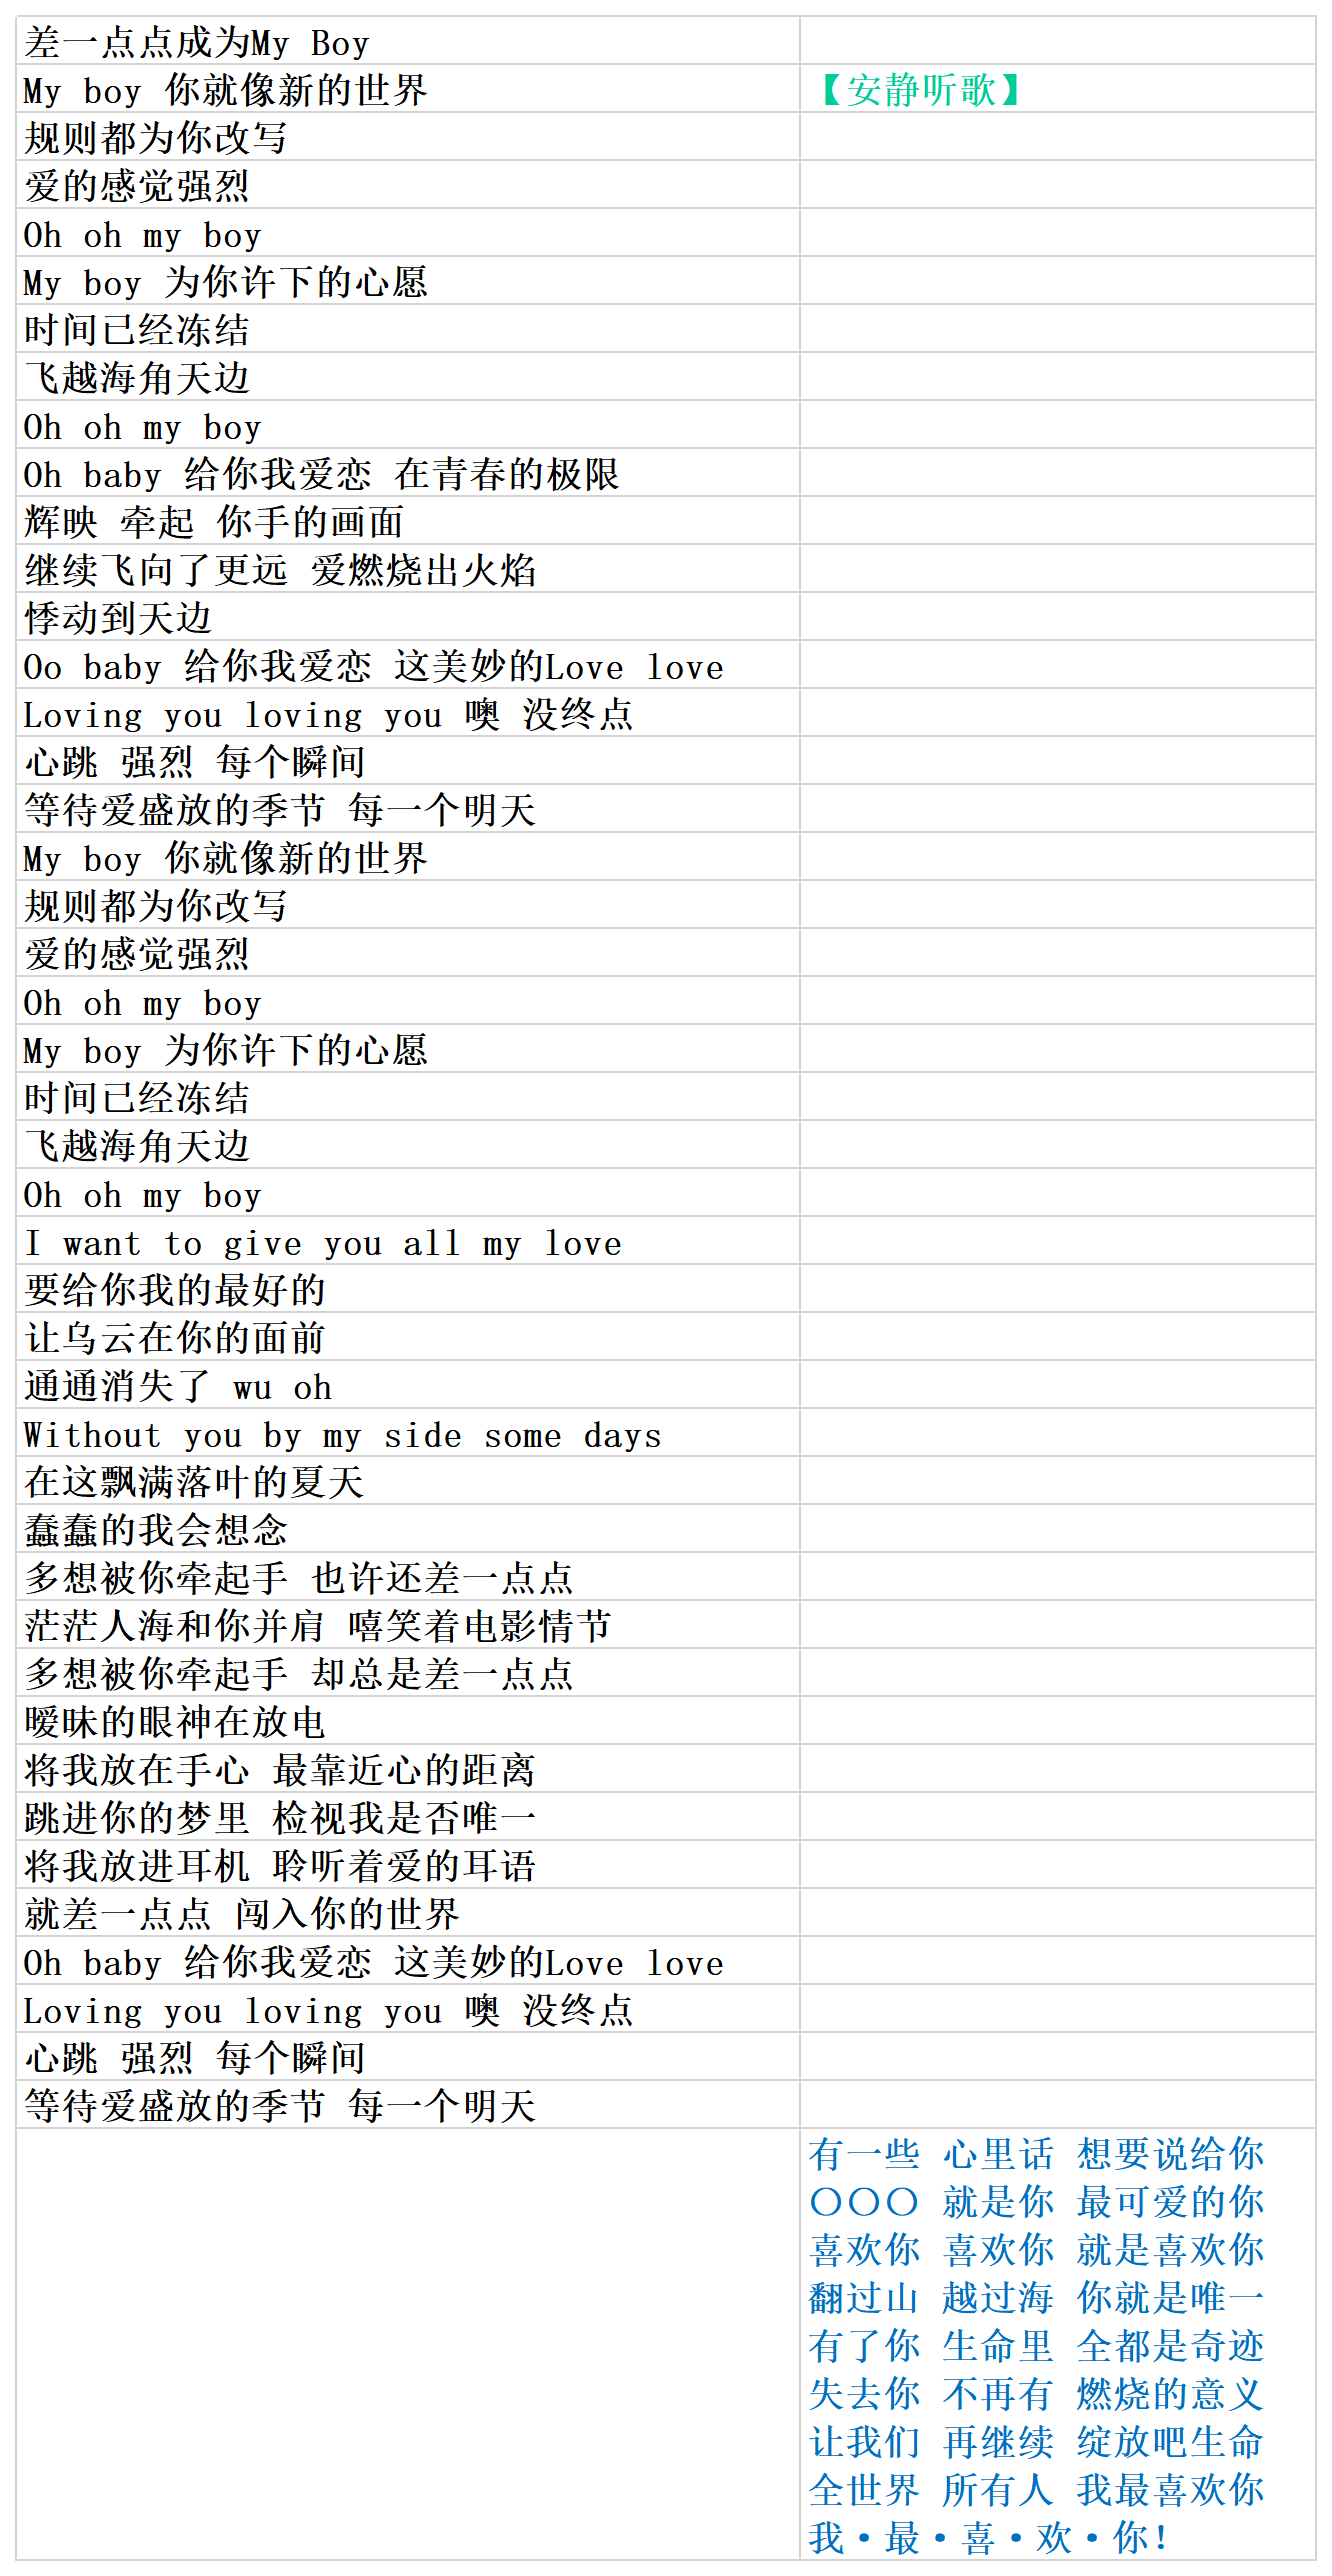 差一点点成为My Boy
My boy 你就像新的世界 【安静听歌】
规则都为你改写
爱的感觉强烈
Oh oh my boy
My boy 为你许下的心愿
时间已经冻结
飞越海角天边
Oh oh my boy
Oh baby 给你我爱恋 在青春的极限
辉映 牵起 你手的画面
继续飞向了更远 爱燃烧出火焰
悸动到天边
Oo baby 给你我爱恋 这美妙的Love love
Loving you loving you 噢 没终点
心跳 强烈 每个瞬间
等待爱盛放的季节 每一个明天
My boy 你就像新的世界
规则都为你改写
爱的感觉强烈
Oh oh my boy
My boy 为你许下的心愿
时间已经冻结
飞越海角天边
Oh oh my boy
I want to give you all my love
要给你我的最好的
让乌云在你的面前
通通消失了 wu oh
Without you by my side some days
在这飘满落叶的夏天
蠢蠢的我会想念
多想被你牵起手 也许还差一点点
茫茫人海和你并肩 嘻笑着电影情节
多想被你牵起手 却总是差一点点
暧昧的眼神在放电
将我放在手心 最靠近心的距离
跳进你的梦里 检视我是否唯一
将我放进耳机 聆听着爱的耳语
就差一点点 闯入你的世界
Oh baby 给你我爱恋 这美妙的Love love
Loving you loving you 噢 没终点
心跳 强烈 每个瞬间
等待爱盛放的季节 每一个明天
有一些 心里话 想要说给你
〇〇〇 就是你 最可爱的你
喜欢你 喜欢你 就是喜欢你
翻过山 越过海 你就是唯一
有了你 生命里 全都是奇迹
失去你 不再有 燃烧的意义
让我们 再继续 绽放吧生命
全世界 所有人 我最喜欢你
我·最·喜·欢·你!